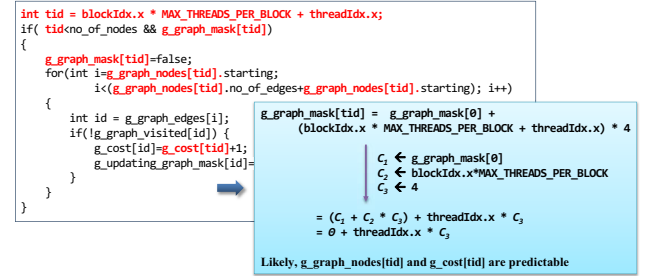 int tid = blockIdx.x * MAX_THREADS_PER_BLOCK + threadIdx.x;
if( tid<no_of_nodes && g_graph_mask[tid])
{
g_graph_mask[tid]=false;
for(int i=g_graph_nodes[tid].starting;
i<(g_graph_nodes[tid].no_of_edges+g_graph_nodes[tid].starting); i++)
{
int id = g_graph_edges[i];
if(!g_graph_visited[id]) {
g_cost[id]=g_cost[tid]+1;
g_updating_graph_mask[id]=
}
}
}
g_graph_mask[tid] = g_graph_mask[0] +
(blockIdx.x * MAX_THREADS_PER_BLOCK + threadIdx.x) * 4
C₁ ← g_graph_mask[0]
C₂ ← blockIdx.x*MAX_THREADS_PER_BLOCK
C₃ ← 4
= (C₁ + C₂ * C₃) + threadIdx.x * C₃
= Θ + threadIdx.x * C₃
Likely, g_graph_nodes[tid] and g_cost[tid] are predictable